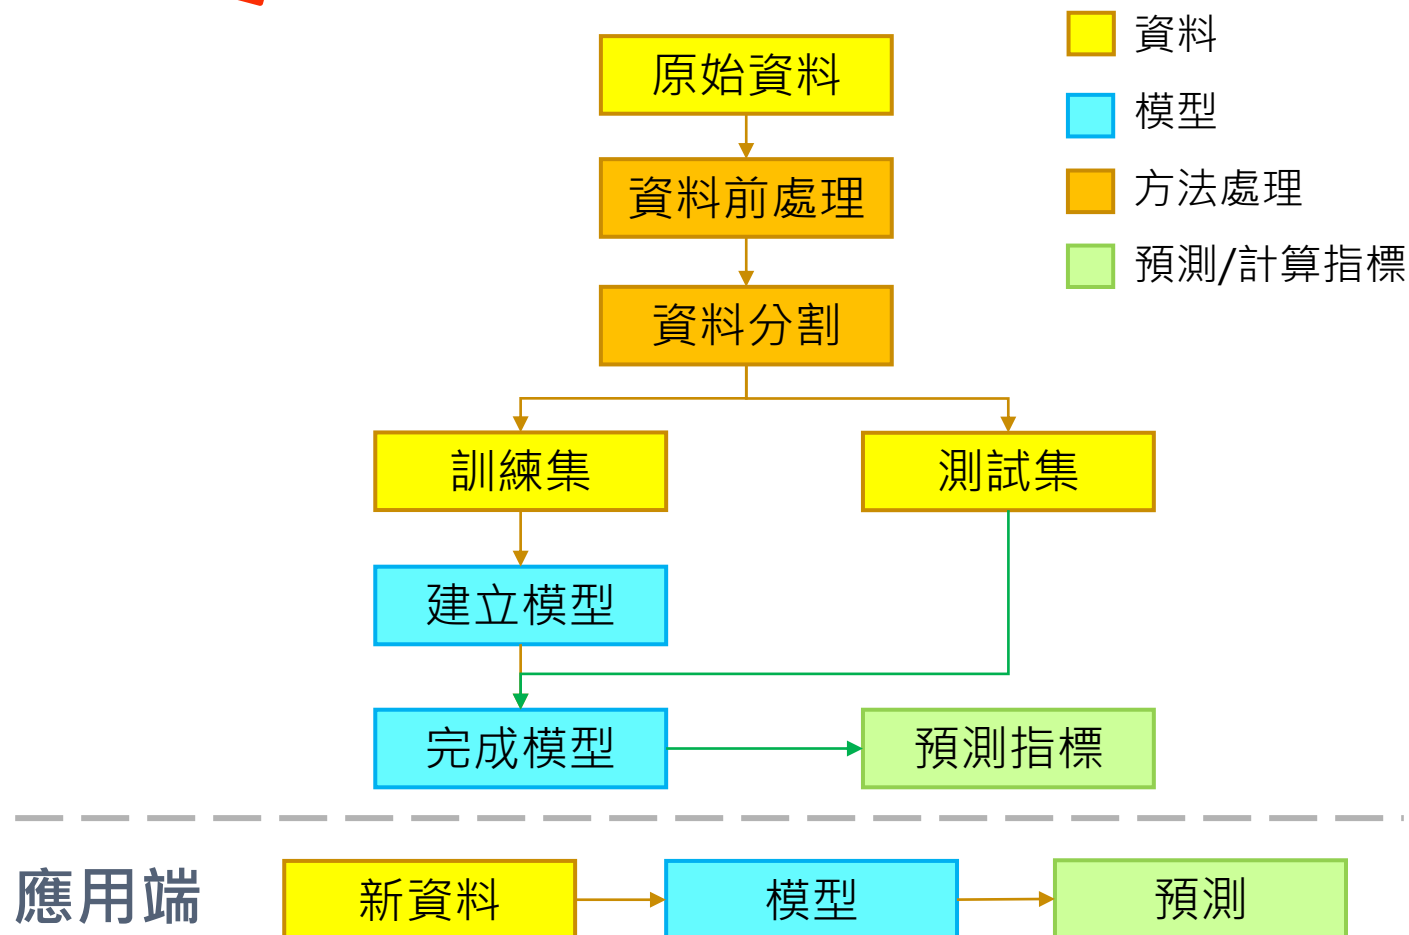 原始資料
資料前處理
資料分割
訓練集
測試集
建立模型
完成模型
預測指標
資料
模型
方法處理
預測/計算指標
應用端
新資料
模型
預測